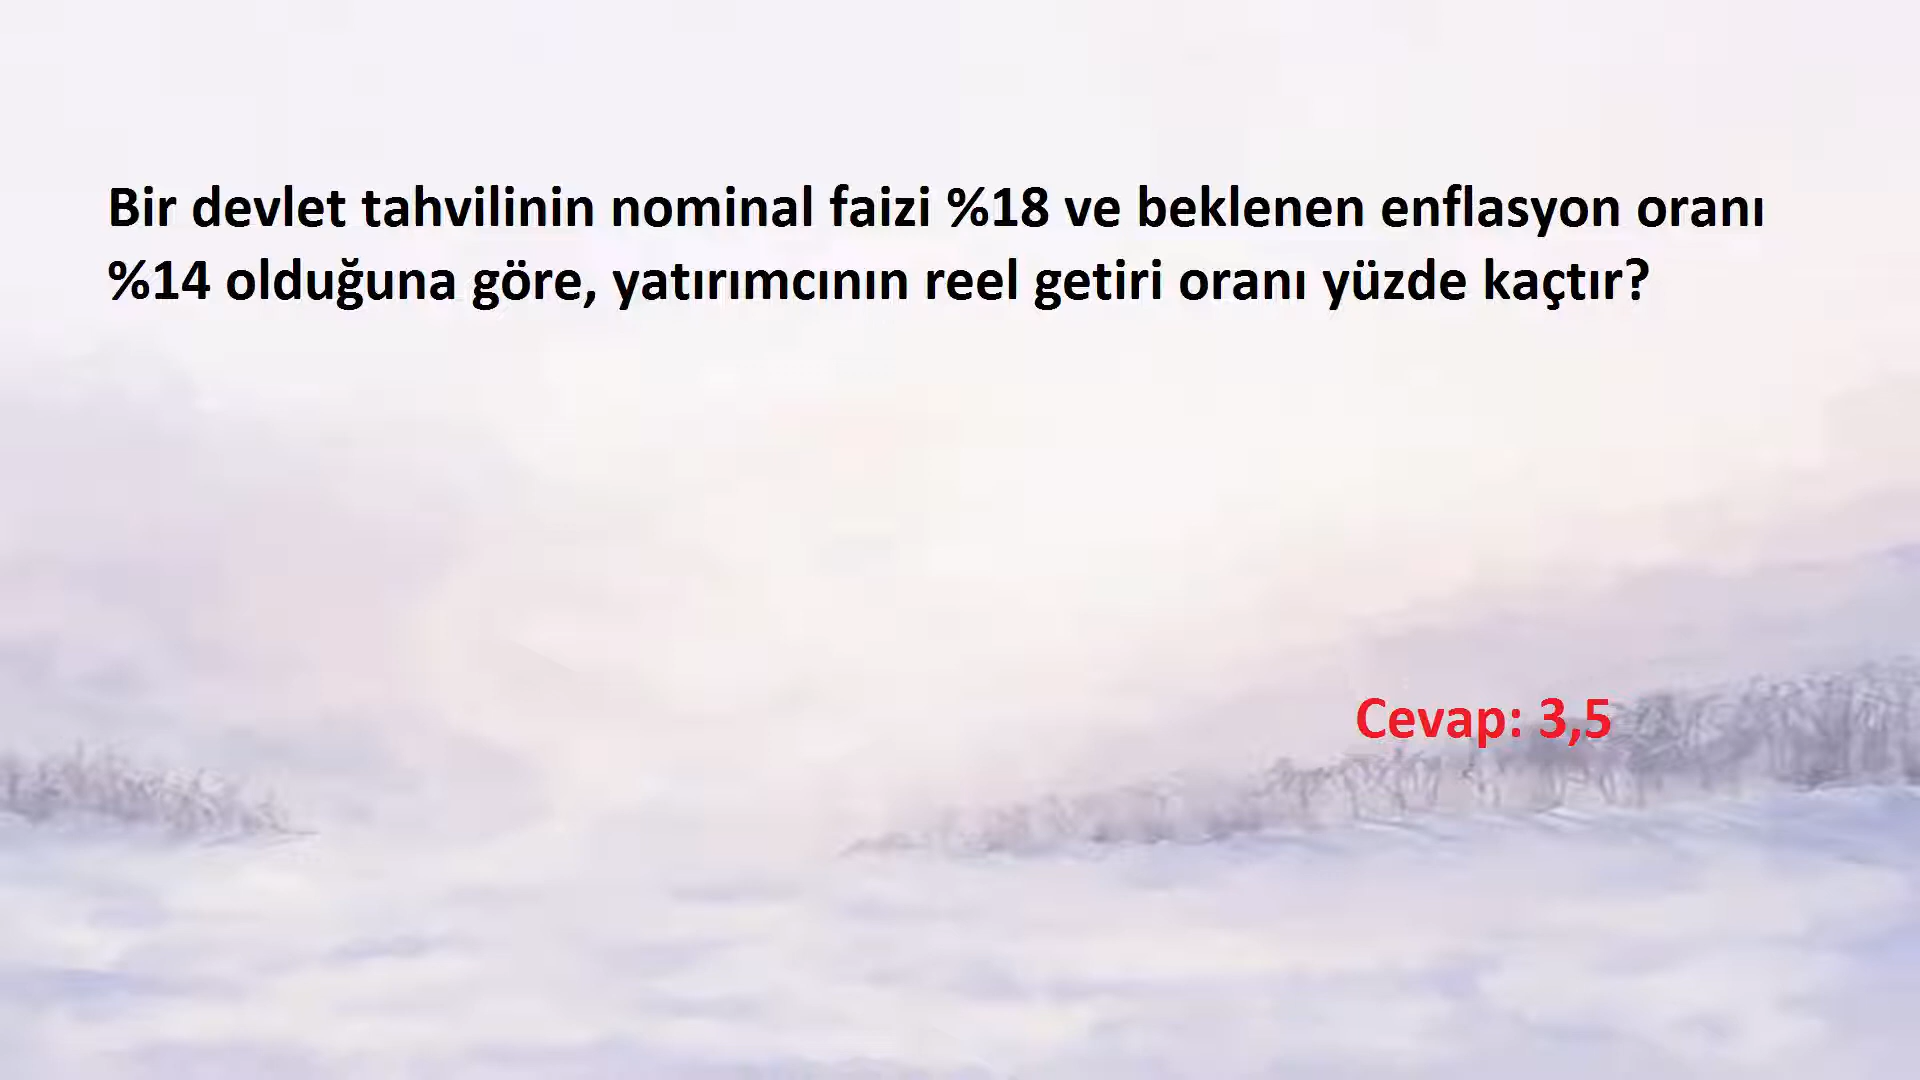 Bir devlet tahvilinin nominal faizi %18 ve beklenen enflasyon oranı
%14 olduğuna göre, yatırımcının reel getiri oranı yüzde kaçtır?
Cevap: 3,5